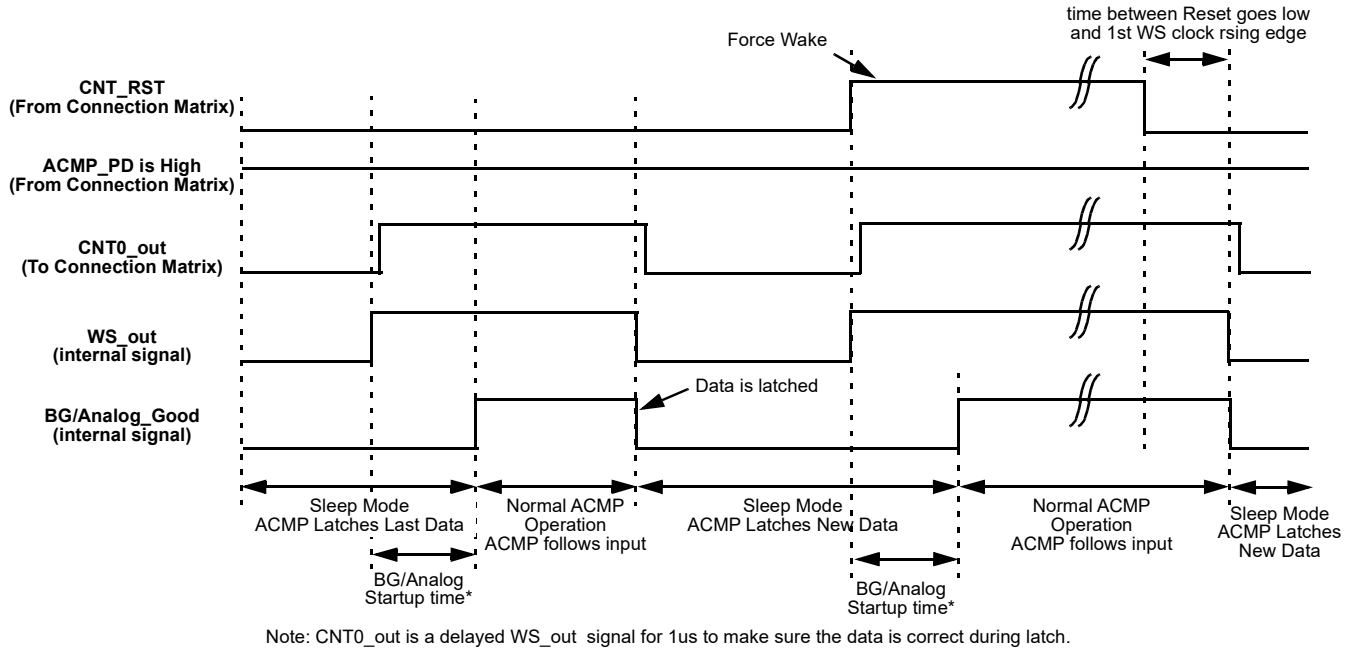 time between Reset goes low
and 1st WS clock rsing edge
Force Wake
CNT_RST
(From Connection Matrix)
ACMP_PD is High
(From Connection Matrix)
CNT0_out
(To Connection Matrix)
WS_out
(internal signal)
Data is latched
BG/Analog_Good
(internal signal)
Sleep Mode
ACMP Latches Last Data
Normal ACMP
Operation
ACMP follows input
Sleep Mode
ACMP Latches New Data
Normal ACMP
Operation
ACMP follows input
Sleep Mode
ACMP Latches
New Data
BG/Analog
Startup time*
BG/Analog
Startup time*
Note: CNT0_out is a delayed WS_out signal for 1us to make sure the data is correct during latch.